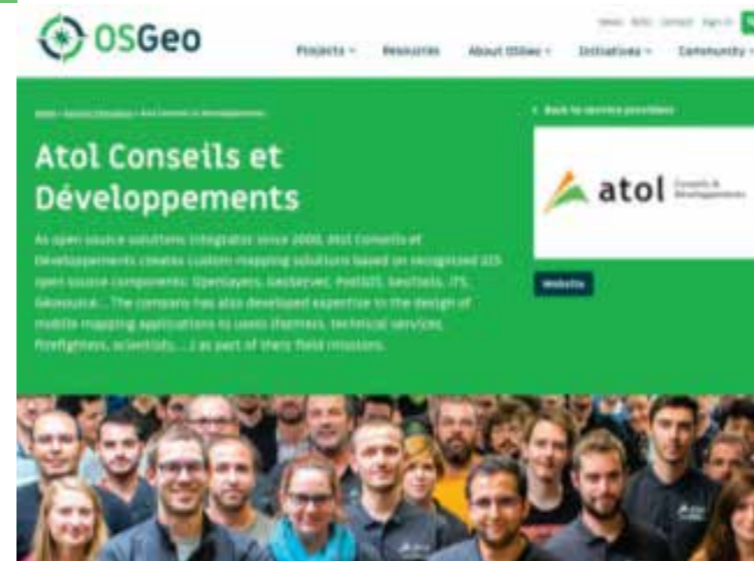 OSGeo
News Contact Sign in
Projects Resources About OSGeo Initiatives Community
Back to service providers
Atol Conseils et
Développements
As open source solutions integrator since 2000, Atol Conseils et
Développements creates custom mapping solutions based on recognized GIS
open source components: OpenLayers, GeoServer, PostGIS, GeoTools, JTS,
Géosource... The company has also developed expertise in the design of
mobile mapping applications to users (farmers, technical services,
firefighters, scientists, ...) as part of their field missions.
atol Conseils &
Développements
Website